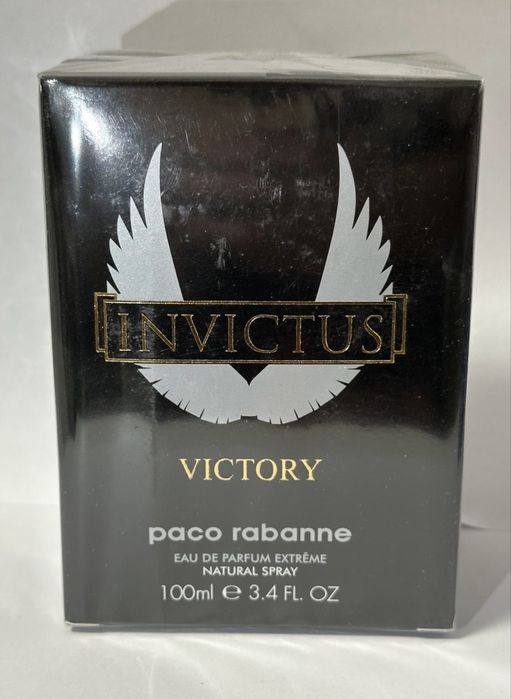 INVICTUS
VICTORY
paco rabanne
EAU DE PARFUM EXTRÊME
NATURAL SPRAY
100ml ℮ 3.4 FL. OZ